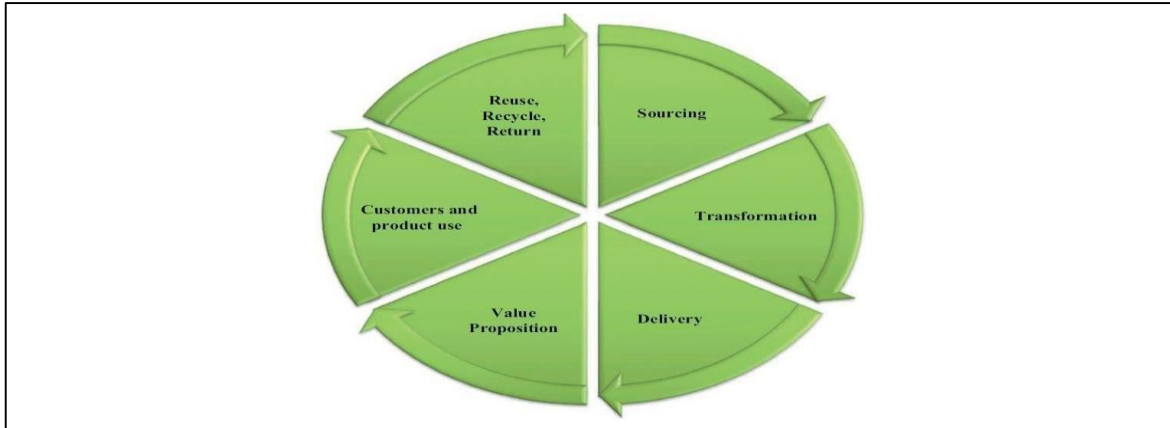 Reuse,
Recycle,
Return
Sourcing
Customers and
product use
Transformation
Value
Proposition
Delivery